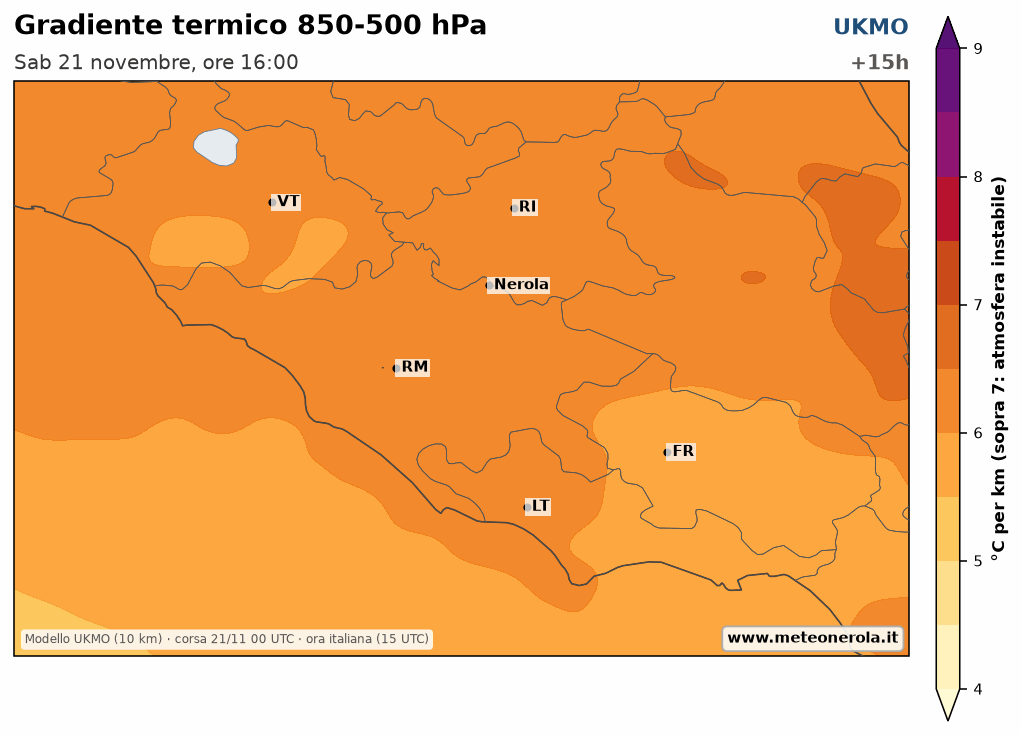 Gradiente termico 850-500 hPa
UKMO
Sab 21 novembre, ore 16:00
+15h
VT
RI
Nerola
RM
FR
LT
Modello UKMO (10 km) · corsa 21/11 00 UTC · ora italiana (15 UTC)
www.meteonerola.it
9
8
7
6
5
4
°C per km (sopra 7: atmosfera instabile)